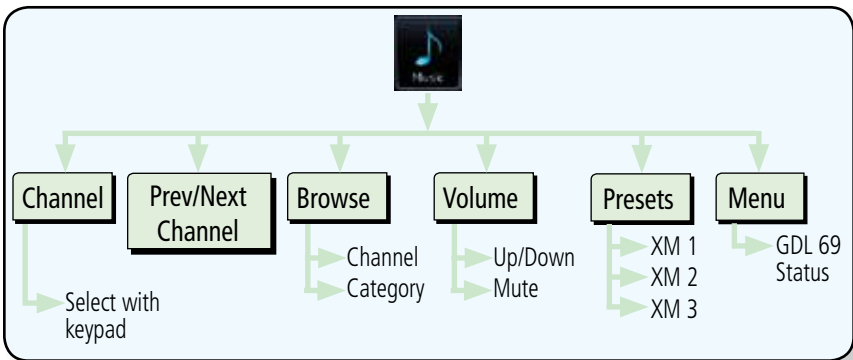 Music
Channel
Prev/Next
Channel
Browse
Volume
Presets
Menu
Select with
keypad
Channel
Category
Up/Down
Mute
XM 1
XM 2
XM 3
GDL 69
Status